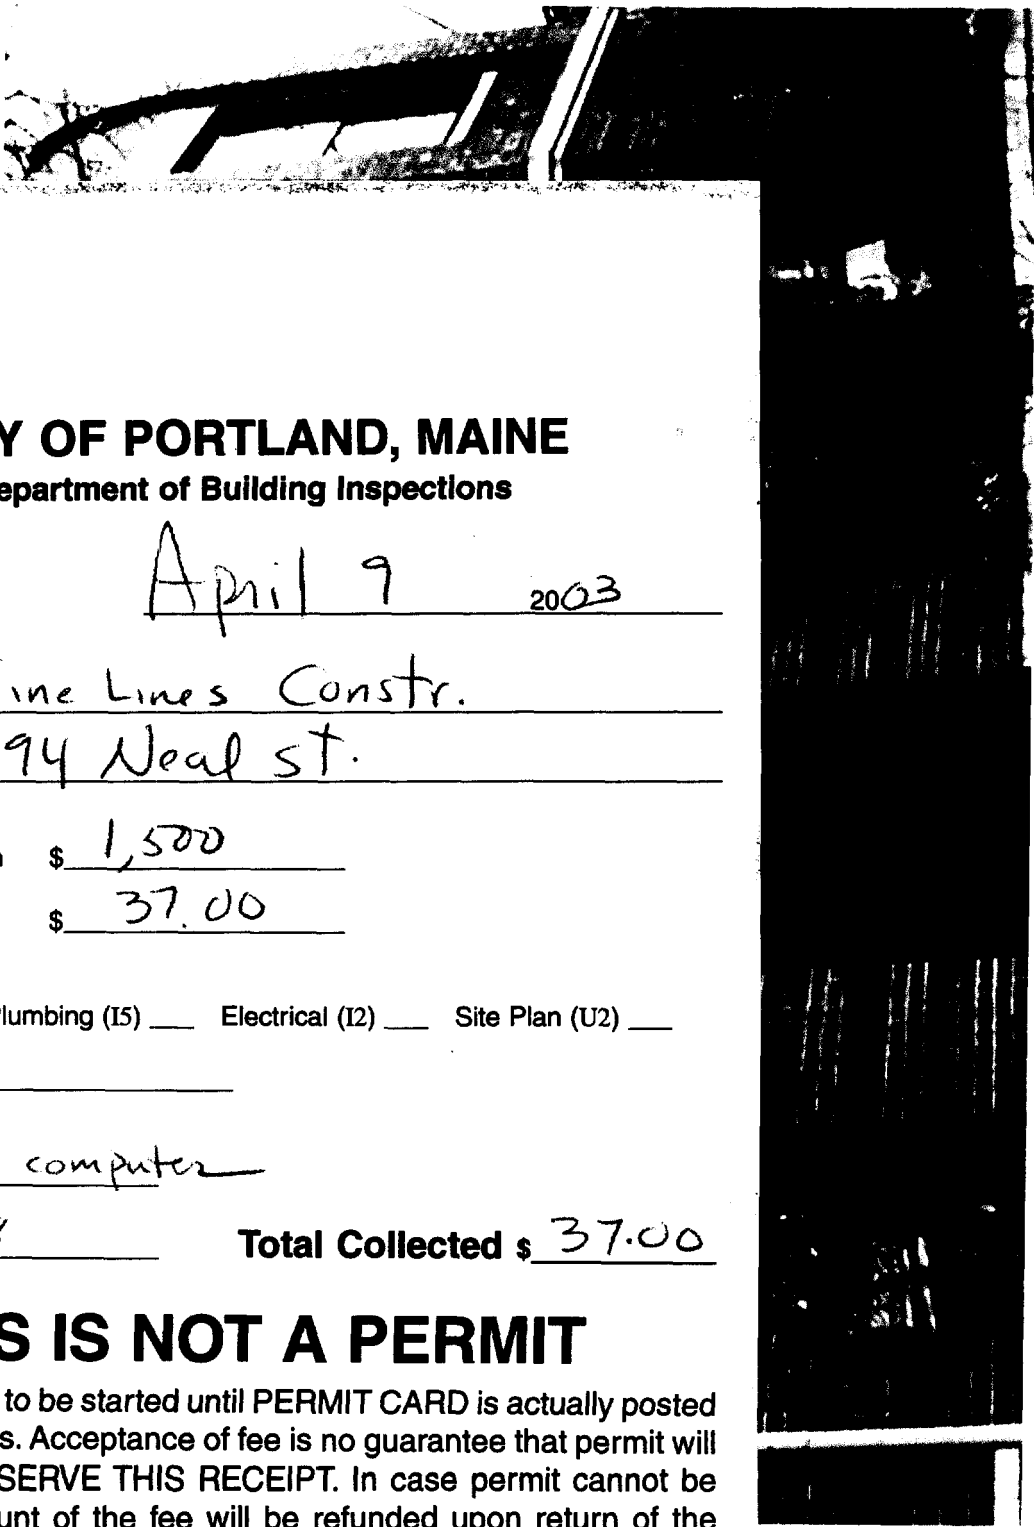 Y OF PORTLAND, MAINE
epartment of Building Inspections
April 9 2003
ine Lines Constr.
94 Neal st.
$ 1,500
$ 37.00
lumbing (I5) ___ Electrical (I2) ___ Site Plan (U2) ___
computer
Total Collected $ 37.00
S IS NOT A PERMIT
to be started until PERMIT CARD is actually posted
s. Acceptance of fee is no guarantee that permit will
SERVE THIS RECEIPT. In case permit cannot be
unt of the fee will be refunded upon return of the